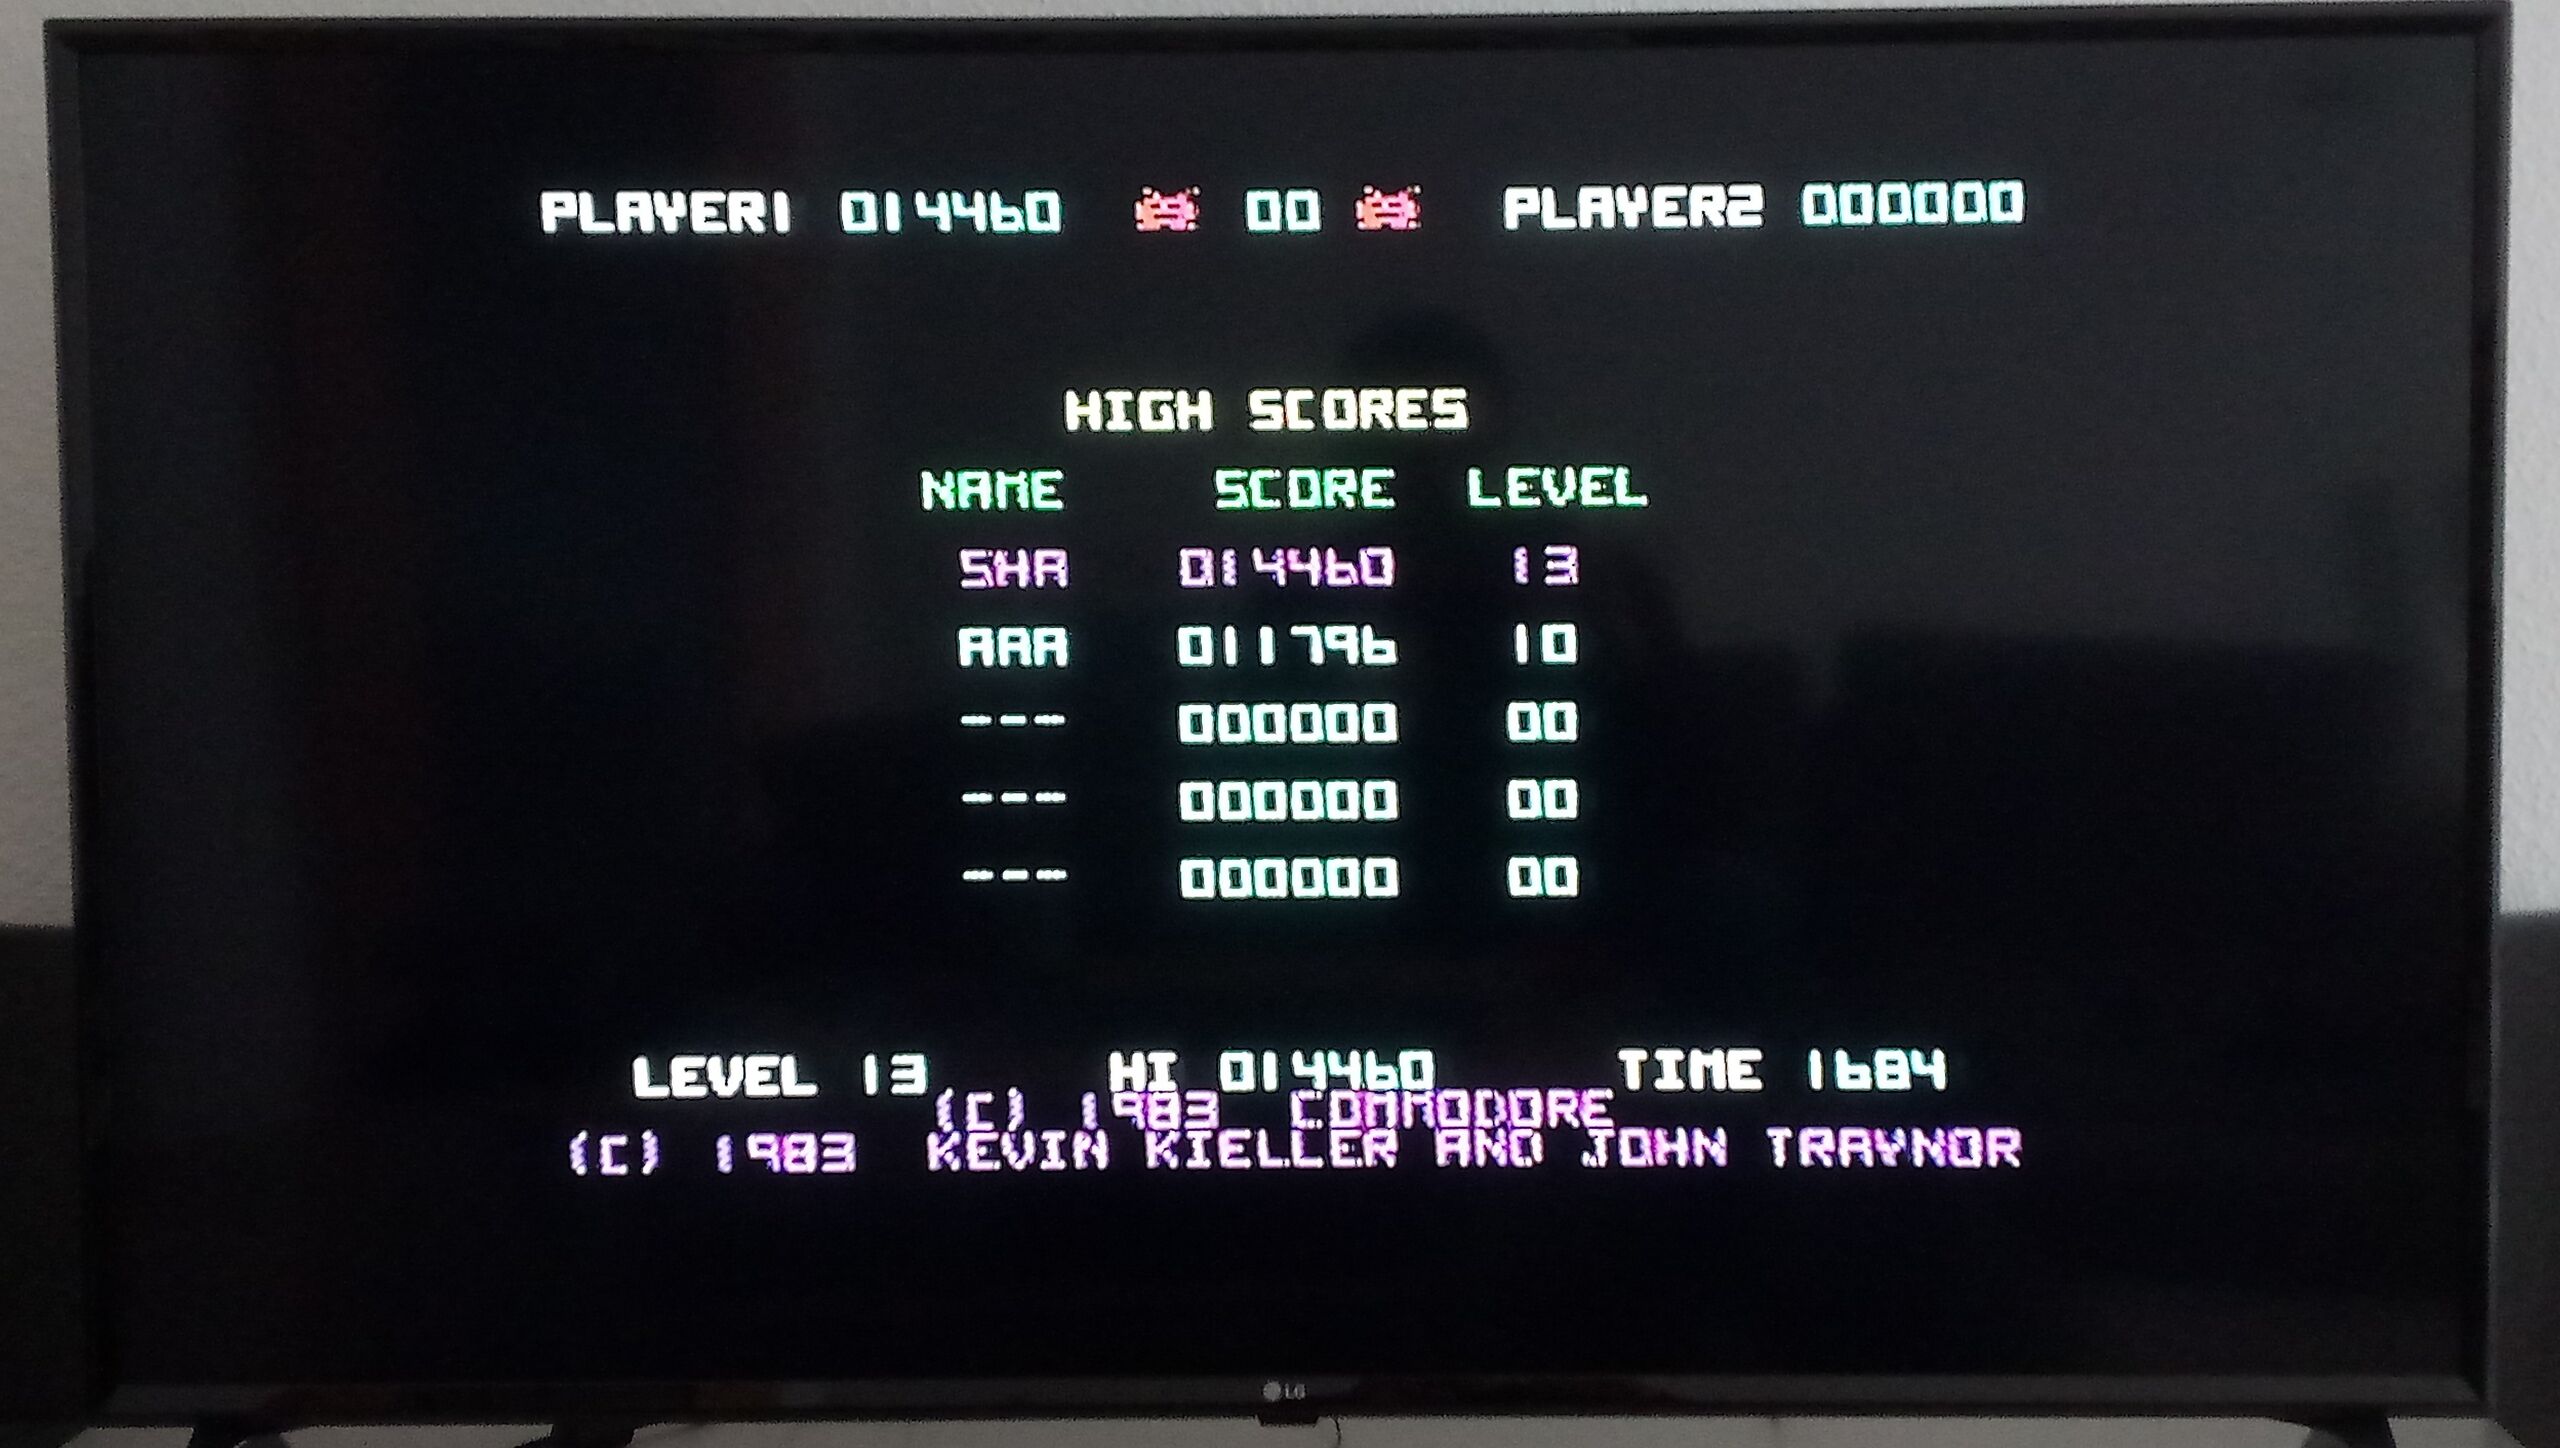 PLAYER1 014460 00 PLAYER2 000000
HIGH SCORES
NAME SCORE LEVEL
SHA 014460 13
AAA 011796 10
--- 000000 00
--- 000000 00
--- 000000 00
LEVEL 13 HI 014460 TIME 1684
(C) 1983 COMMODORE
(C) 1983 KEVIN KIELLER AND JOHN TRAYNOR
LG